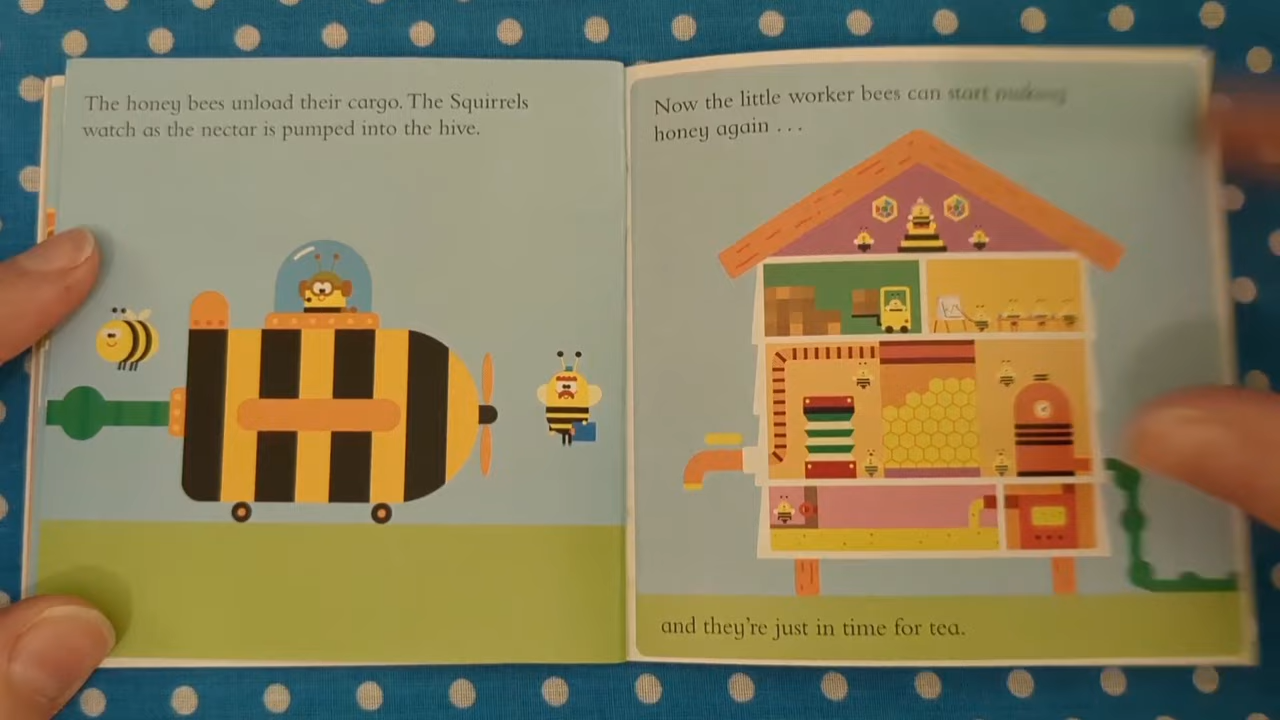 The honey bees unload their cargo. The Squirrels
watch as the nectar is pumped into the hive.
Now the little worker bees can start making
honey again . . .
and they're just in time for tea.